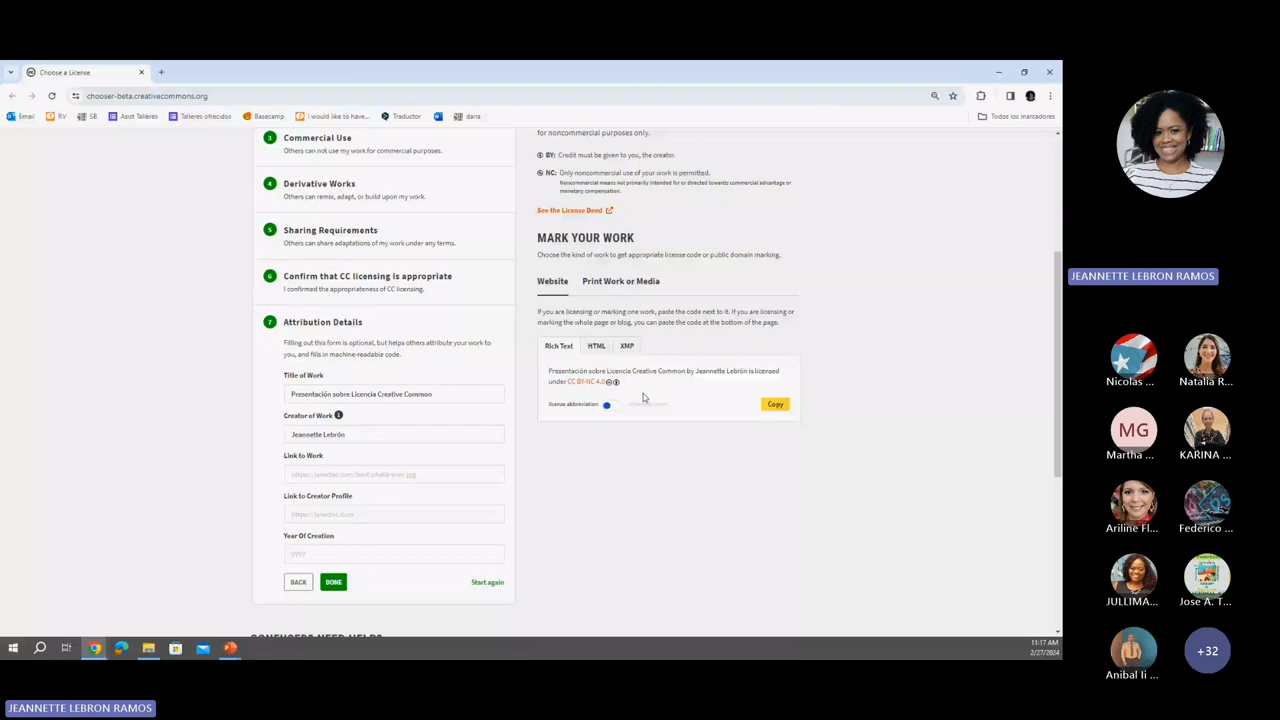 Choose a License
chooser-beta.creativecommons.org
Email
RV
SB
Asist Talleres
Talleres ofrecidos
Basecamp
I would like to have...
Traductor
dana
Todos los marcadores
3
Commercial Use
Others can not use my work for commercial purposes.
4
Derivative Works
Others can remix, adapt, or build upon my work.
5
Sharing Requirements
Others can share adaptations of my work under any terms.
6
Confirm that CC licensing is appropriate
I confirmed the appropriateness of CC licensing.
7
Attribution Details
Filling out this form is optional, but helps others attribute your work to
you, and fills in machine-readable code.
Title of Work
Presentación sobre Licencia Creative Common
Creator of Work
Jeannette Lebrón
Link to Work
https://janedoc.com/best-photo-ever.jpg
Link to Creator Profile
https://janedoc.com
Year Of Creation
YYYY
BACK
DONE
Start again
for noncommercial purposes only.
BY: Credit must be given to you, the creator.
NC: Only noncommercial use of your work is permitted.
Noncommercial means not primarily intended for or directed towards commercial advantage or
monetary compensation.
See the License Deed
MARK YOUR WORK
Choose the kind of work to get appropriate license code or public domain marking.
Website
Print Work or Media
If you are licensing or marking one work, paste the code next to it. If you are licensing or
marking the whole page or blog, you can paste the code at the bottom of the page.
Rich Text
HTML
XMP
Presentación sobre Licencia Creative Common by Jeannette Lebrón is licensed
under CC BY-NC 4.0
license abbreviation
Copy
11:17 AM
2/27/2024
JEANNETTE LEBRON RAMOS
Nicolas ...
Natalia R...
MG
Martha ...
KARINA ...
Ariline Fl...
Federico ...
JULLIMA...
Jose A. T...
Anibal Ii ...
+32
JEANNETTE LEBRON RAMOS